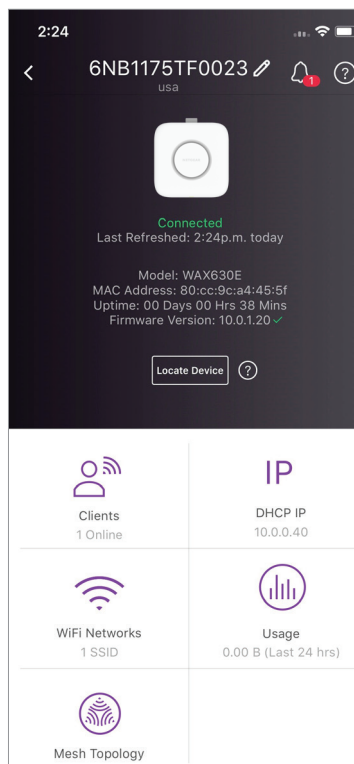 2:24
6NB1175TF0023
1
?
usa
Connected
Last Refreshed: 2:24p.m. today
Model: WAX630E
MAC Address: 80:cc:9c:a4:45:5f
Uptime: 00 Days 00 Hrs 38 Mins
Firmware Version: 10.0.1.20
Locate Device
?
IP
Clients
DHCP IP
1 Online
10.0.0.40
WiFi Networks
Usage
1 SSID
0.00 B (Last 24 hrs)
Mesh Topology